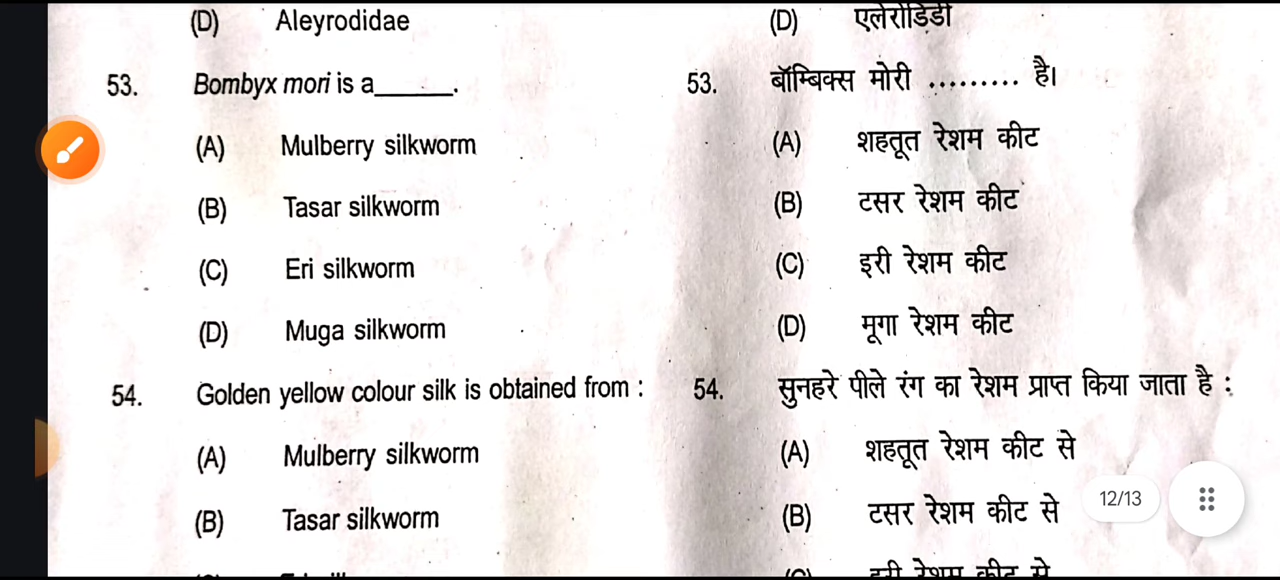 (D) Aleyrodidae
53. Bombyx mori is a______.
(A) Mulberry silkworm
(B) Tasar silkworm
(C) Eri silkworm
(D) Muga silkworm
54. Golden yellow colour silk is obtained from :
(A) Mulberry silkworm
(B) Tasar silkworm
(D) एलेरोडिडी
53. बॉम्बिक्स मोरी ......... है।
(A) शहतूत रेशम कीट
(B) टसर रेशम कीट
(C) इरी रेशम कीट
(D) मूगा रेशम कीट
54. सुनहरे पीले रंग का रेशम प्राप्त किया जाता है :
(A) शहतूत रेशम कीट से
(B) टसर रेशम कीट से
12/13